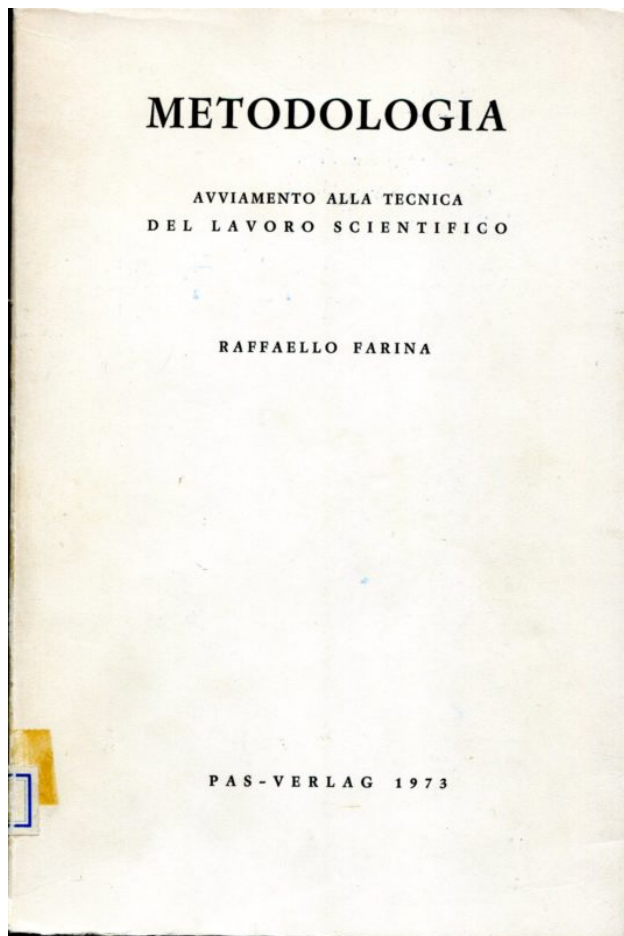 METODOLOGIA
AVVIAMENTO ALLA TECNICA
DEL LAVORO SCIENTIFICO
RAFFAELLO FARINA
PAS-VERLAG 1973